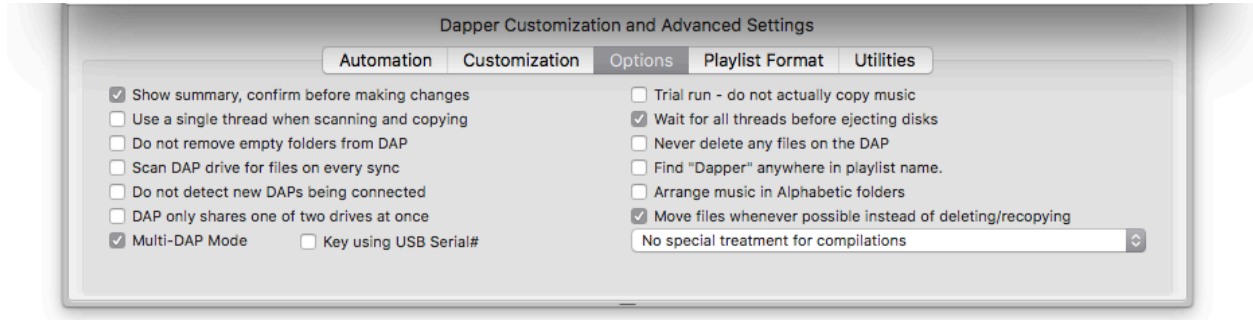 Dapper Customization and Advanced Settings
Automation Customization Options Playlist Format Utilities
Show summary, confirm before making changes
Use a single thread when scanning and copying
Do not remove empty folders from DAP
Scan DAP drive for files on every sync
Do not detect new DAPs being connected
DAP only shares one of two drives at once
Multi-DAP Mode Key using USB Serial#
Trial run - do not actually copy music
Wait for all threads before ejecting disks
Never delete any files on the DAP
Find "Dapper" anywhere in playlist name.
Arrange music in Alphabetic folders
Move files whenever possible instead of deleting/recopying
No special treatment for compilations